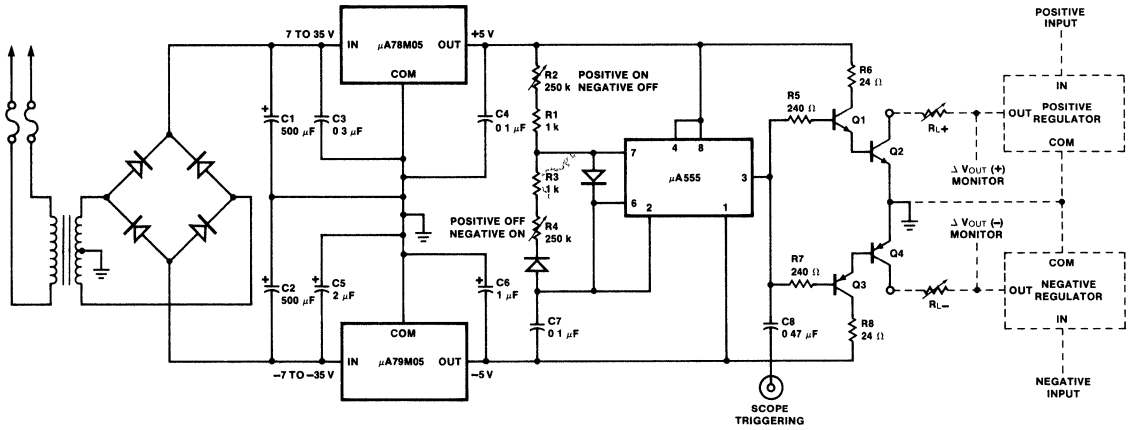 POSITIVE
INPUT
7 TO 35 V
IN
μA78M05
OUT
COM
+5 V
R2
250 k
POSITIVE ON
NEGATIVE OFF
R1
1 k
R3
1 k
POSITIVE OFF
NEGATIVE ON
R4
250 k
C1
500 μF
C3
0 3 μF
C4
0 1 μF
C2
500 μF
C5
2 μF
C6
1 μF
C7
0 1 μF
7
6
2
4
8
μA555
1
3
R5
240 Ω
R6
24 Ω
Q1
Q2
RL+
OUT
IN
POSITIVE
REGULATOR
COM
Δ VOUT (+)
MONITOR
Δ VOUT (−)
MONITOR
R7
240 Ω
Q3
Q4
R8
24 Ω
RL−
COM
OUT
NEGATIVE
REGULATOR
IN
C8
0 47 μF
−7 TO −35 V
COM
IN
μA79M05
OUT
−5 V
SCOPE
TRIGGERING
NEGATIVE
INPUT